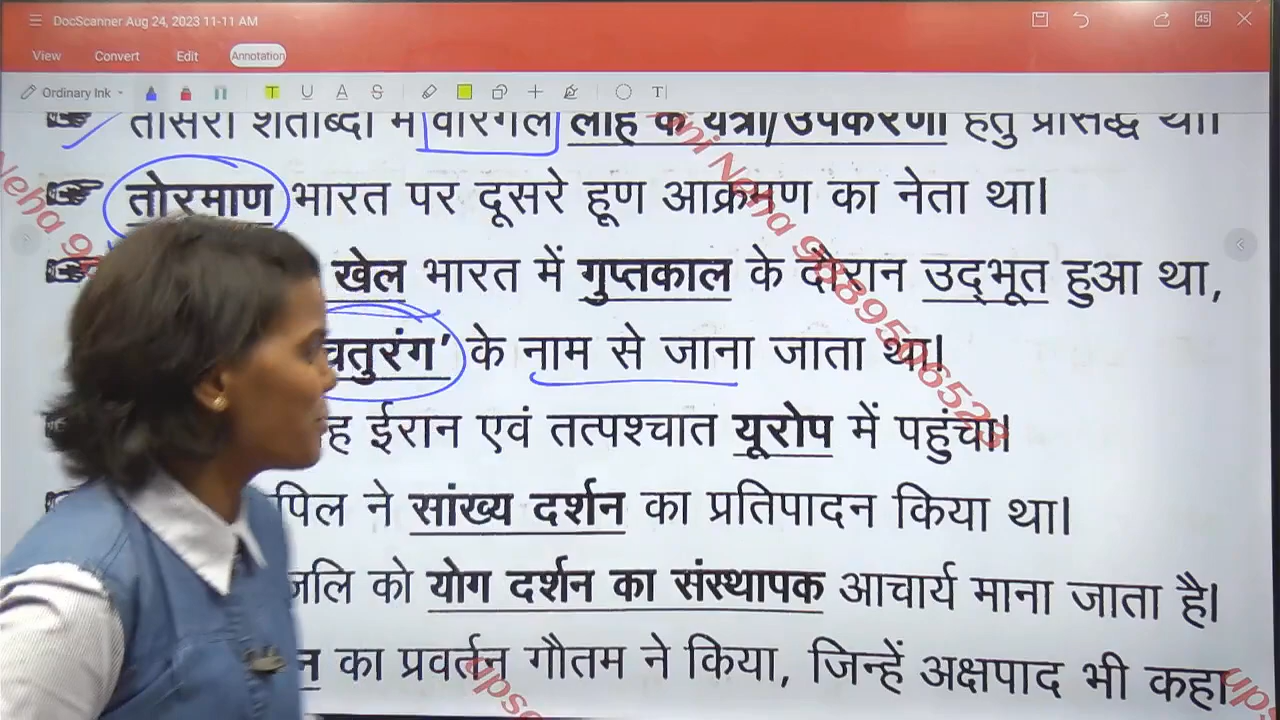 DocScanner Aug 24, 2023 11-11 AM
45
View Convert Edit Annotation
Ordinary Ink T U A S T
तीसरी शताब्दी में वारंगल लोहे के यंत्रों/उपकरणों हेतु प्रसिद्ध था।
तोरमाण भारत पर दूसरे हूण आक्रमण का नेता था।
खेल भारत में गुप्तकाल के दौरान उद्भूत हुआ था,
चतुरंग' के नाम से जाना जाता था।
ईरान एवं तत्पश्चात यूरोप में पहुंचा।
ने सांख्य दर्शन का प्रतिपादन किया था।
को योग दर्शन का संस्थापक आचार्य माना जाता है।
का प्रवर्तन गौतम ने किया, जिन्हें अक्षपाद भी कहा
Neha